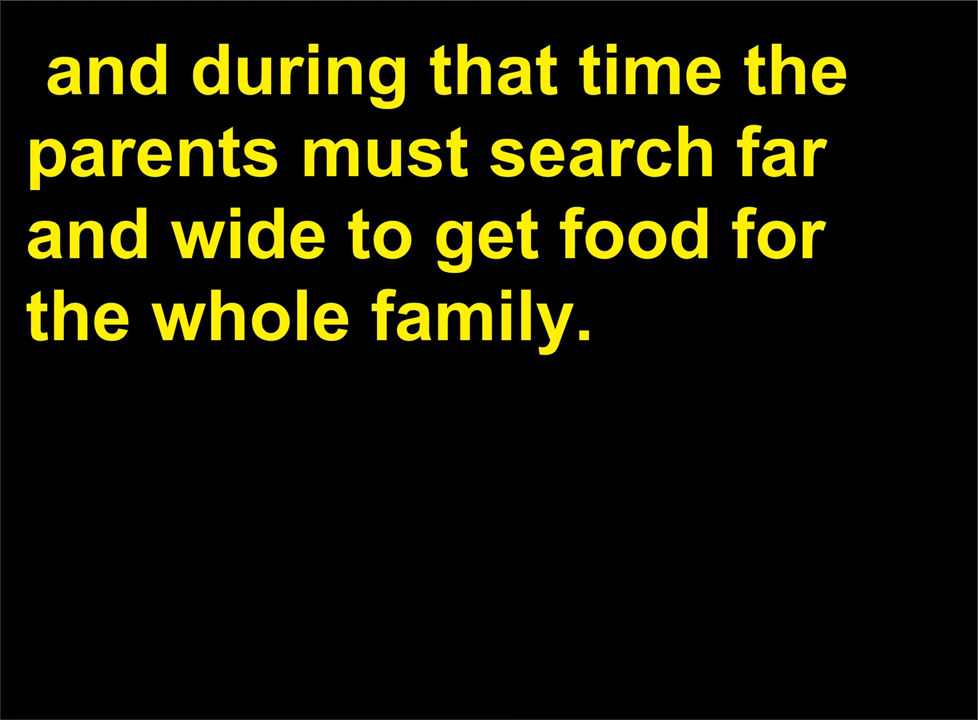 and during that time the
parents must search far
and wide to get food for
the whole family.